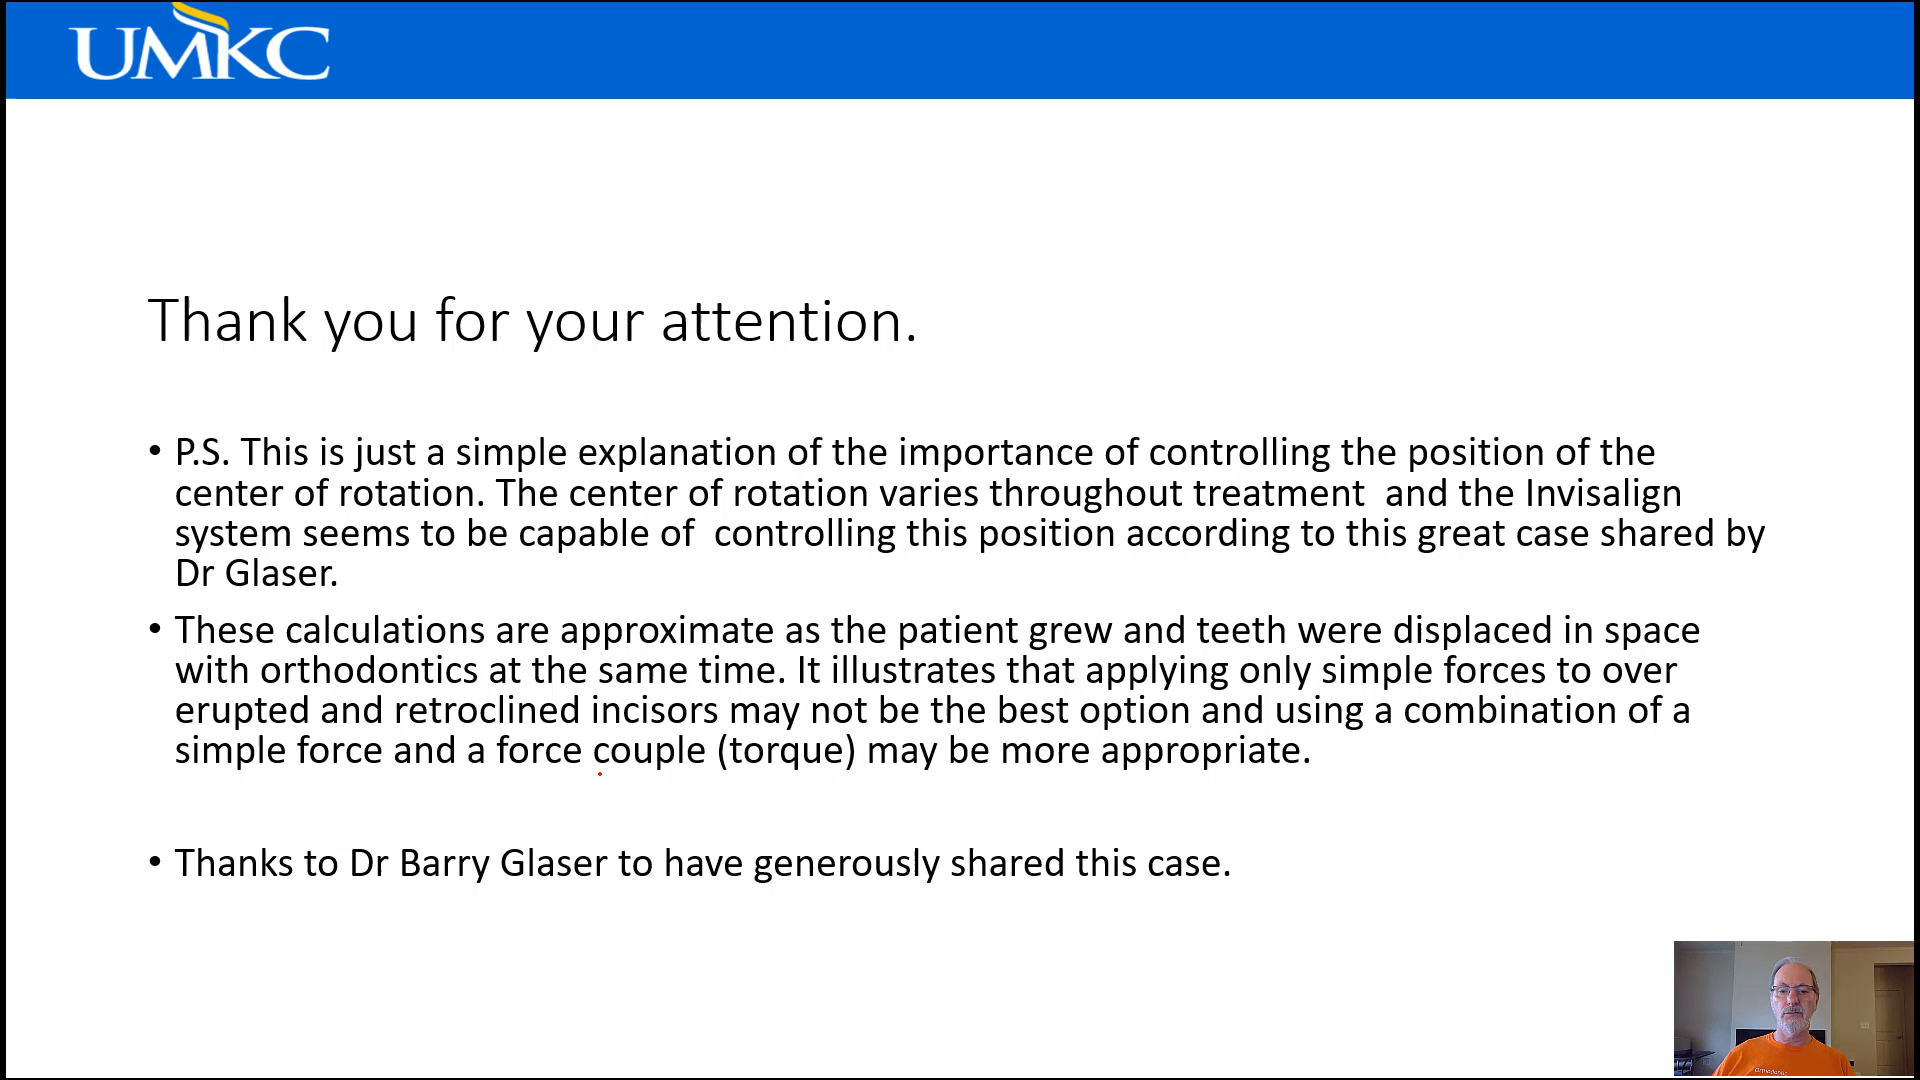 UMKC
Thank you for your attention.
• P.S. This is just a simple explanation of the importance of controlling the position of the
center of rotation. The center of rotation varies throughout treatment  and the Invisalign
system seems to be capable of  controlling this position according to this great case shared by
Dr Glaser.
• These calculations are approximate as the patient grew and teeth were displaced in space
with orthodontics at the same time. It illustrates that applying only simple forces to over
erupted and retroclined incisors may not be the best option and using a combination of a
simple force and a force couple (torque) may be more appropriate.
• Thanks to Dr Barry Glaser to have generously shared this case.
Orthodontic